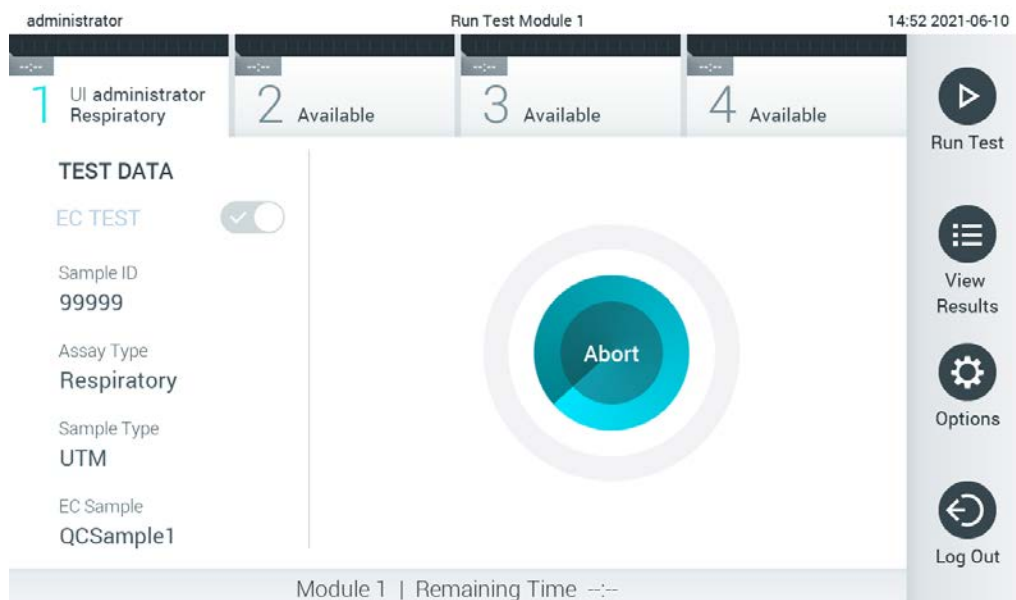 administrator Run Test Module 1 14:52 2021-06-10
--:-- --:-- --:-- --:--
1 UI administrator Respiratory 2 Available 3 Available 4 Available
Run Test
TEST DATA
EC TEST
Sample ID
99999
View
Results
Assay Type
Respiratory
Abort
Options
Sample Type
UTM
EC Sample
QCSample1
Log Out
Module 1 | Remaining Time --:--